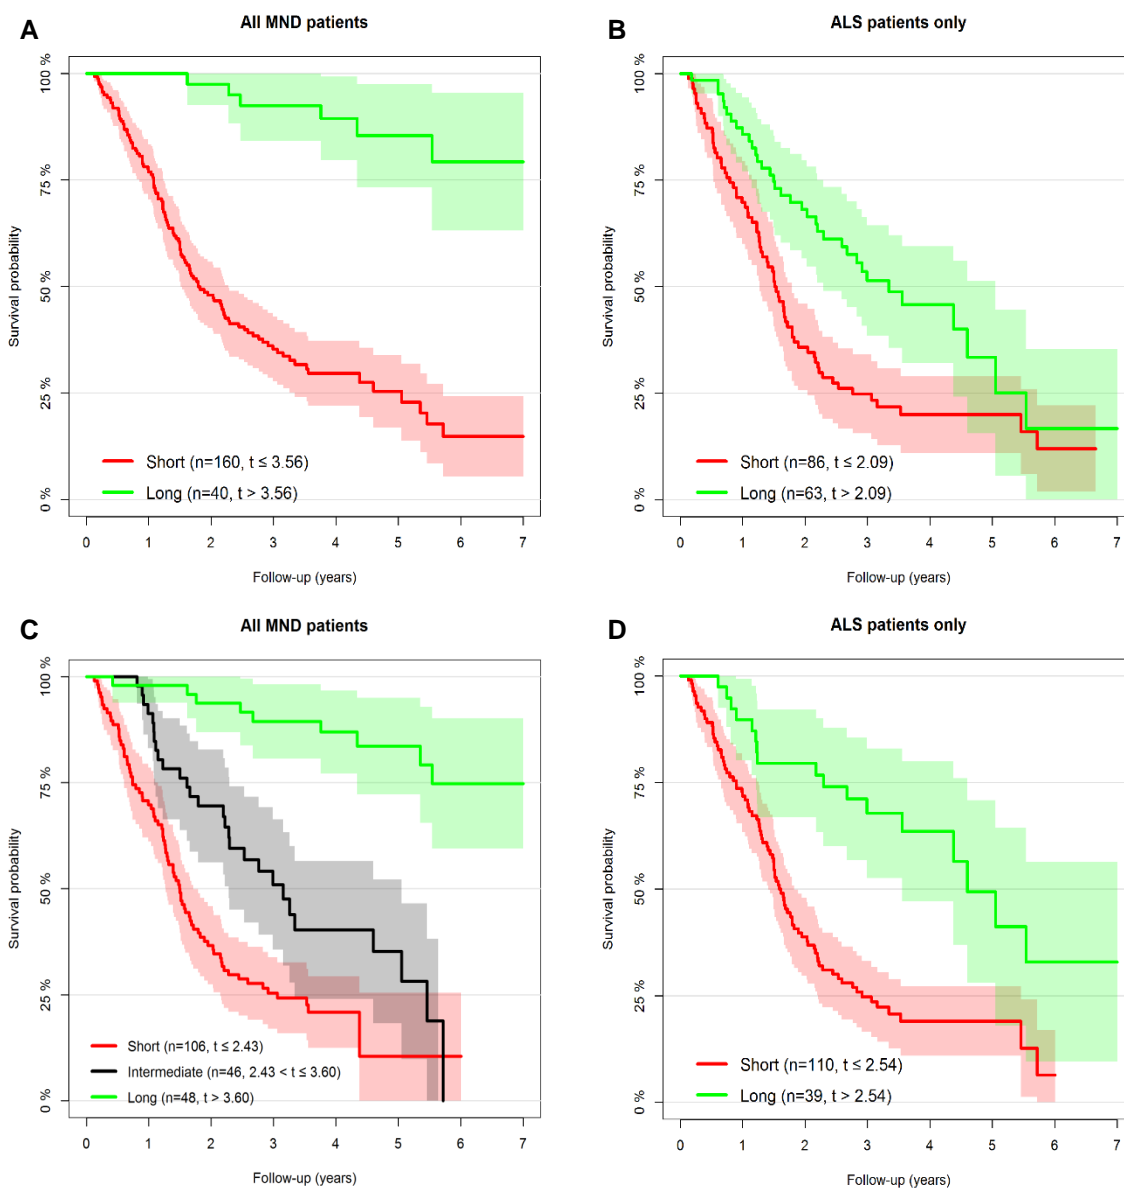 A
All MND patients
Survival probability
100 %
75 %
50 %
25 %
0 %
Short (n=160, t ≤ 3.56)
Long (n=40, t > 3.56)
0 1 2 3 4 5 6 7
Follow-up (years)
B
ALS patients only
Survival probability
100 %
75 %
50 %
25 %
0 %
Short (n=86, t ≤ 2.09)
Long (n=63, t > 2.09)
0 1 2 3 4 5 6 7
Follow-up (years)
C
All MND patients
Survival probability
100 %
75 %
50 %
25 %
0 %
Short (n=106, t ≤ 2.43)
Intermediate (n=46, 2.43 < t ≤ 3.60)
Long (n=48, t > 3.60)
0 1 2 3 4 5 6 7
Follow-up (years)
D
ALS patients only
Survival probability
100 %
75 %
50 %
25 %
0 %
Short (n=110, t ≤ 2.54)
Long (n=39, t > 2.54)
0 1 2 3 4 5 6 7
Follow-up (years)